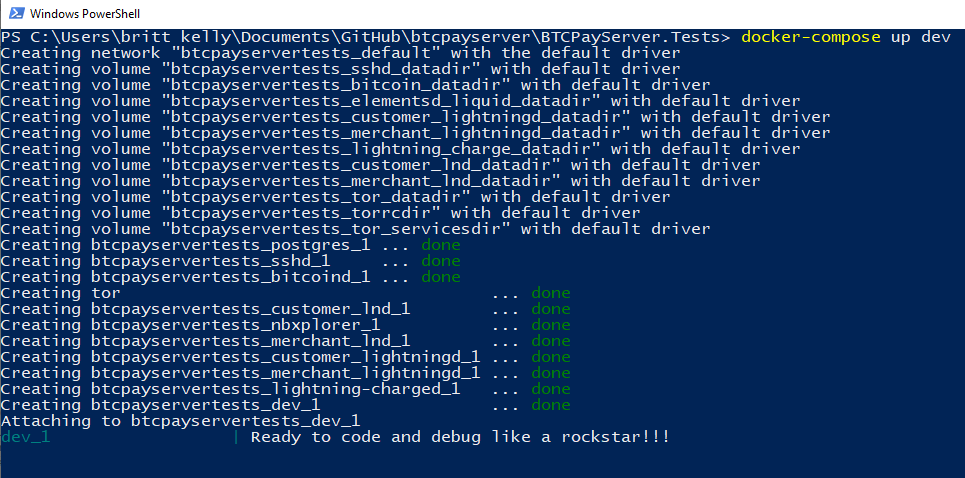 Windows PowerShell
PS C:\Users\britt kelly\Documents\GitHub\btcpayserver\BTCPayServer.Tests> docker-compose up dev
Creating network "btcpayservertests_default" with the default driver
Creating volume "btcpayservertests_sshd_datadir" with default driver
Creating volume "btcpayservertests_bitcoin_datadir" with default driver
Creating volume "btcpayservertests_elementsd_liquid_datadir" with default driver
Creating volume "btcpayservertests_customer_lightningd_datadir" with default driver
Creating volume "btcpayservertests_merchant_lightningd_datadir" with default driver
Creating volume "btcpayservertests_lightning_charge_datadir" with default driver
Creating volume "btcpayservertests_customer_lnd_datadir" with default driver
Creating volume "btcpayservertests_merchant_lnd_datadir" with default driver
Creating volume "btcpayservertests_tor_datadir" with default driver
Creating volume "btcpayservertests_torrcdir" with default driver
Creating volume "btcpayservertests_tor_servicesdir" with default driver
Creating btcpayservertests_postgres_1 ... done
Creating btcpayservertests_sshd_1     ... done
Creating btcpayservertests_bitcoind_1 ... done
Creating tor                                     ... done
Creating btcpayservertests_customer_lnd_1        ... done
Creating btcpayservertests_nbxplorer_1           ... done
Creating btcpayservertests_merchant_lnd_1        ... done
Creating btcpayservertests_customer_lightningd_1 ... done
Creating btcpayservertests_merchant_lightningd_1 ... done
Creating btcpayservertests_lightning-charged_1   ... done
Creating btcpayservertests_dev_1                 ... done
Attaching to btcpayservertests_dev_1
dev_1                  | Ready to code and debug like a rockstar!!!